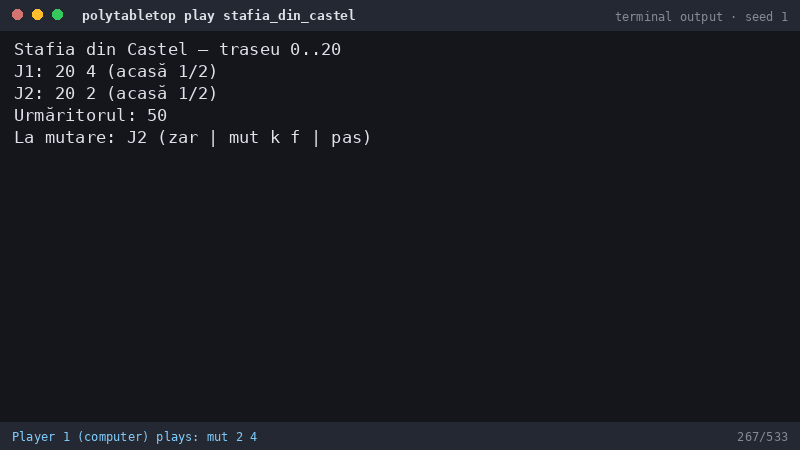 polytabletop play stafia_din_castel
terminal output · seed 1
Stafia din Castel — traseu 0..20
J1: 20 4 (acasă 1/2)
J2: 20 2 (acasă 1/2)
Următitorul: 50
La mutare: J2 (zar | mut k f | pas)
Player 1 (computer) plays: mut 2 4
267/533